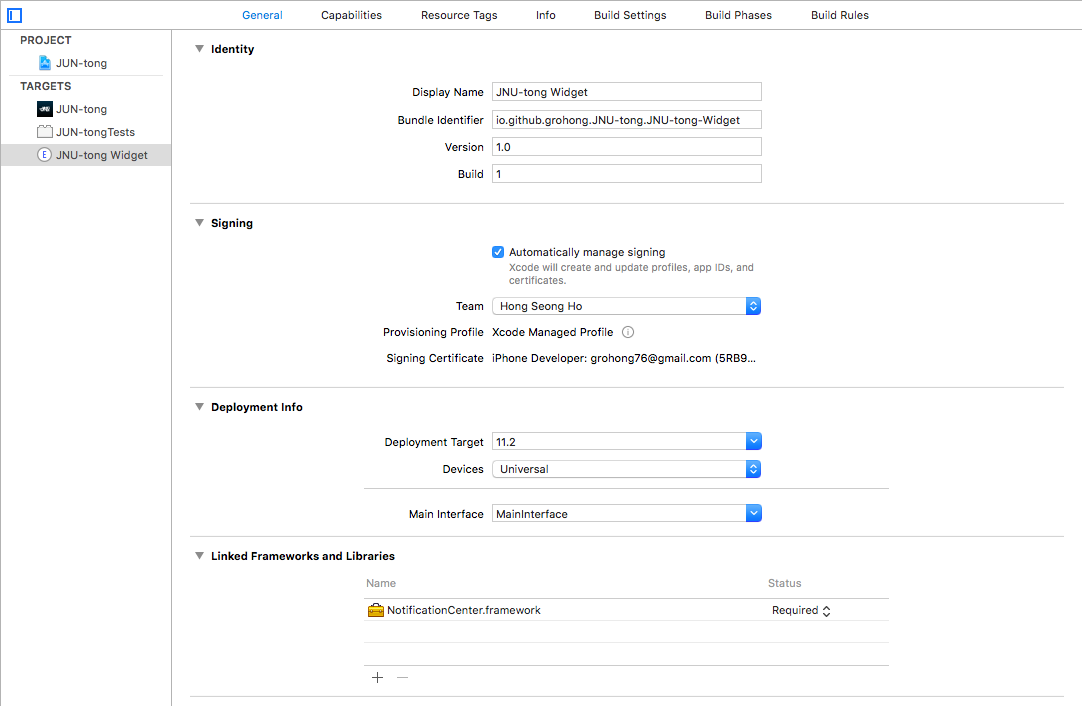 General Capabilities Resource Tags Info Build Settings Build Phases Build Rules
PROJECT
JUN-tong
TARGETS
JUN-tong
JUN-tongTests
E JNU-tong Widget
Identity
Display Name JNU-tong Widget
Bundle Identifier io.github.grohong.JNU-tong.JNU-tong-Widget
Version 1.0
Build 1
Signing
Automatically manage signing
Xcode will create and update profiles, app IDs, and
certificates.
Team Hong Seong Ho
Provisioning Profile Xcode Managed Profile
Signing Certificate iPhone Developer: grohong76@gmail.com (5RB9...
Deployment Info
Deployment Target 11.2
Devices Universal
Main Interface MainInterface
Linked Frameworks and Libraries
Name Status
NotificationCenter.framework Required